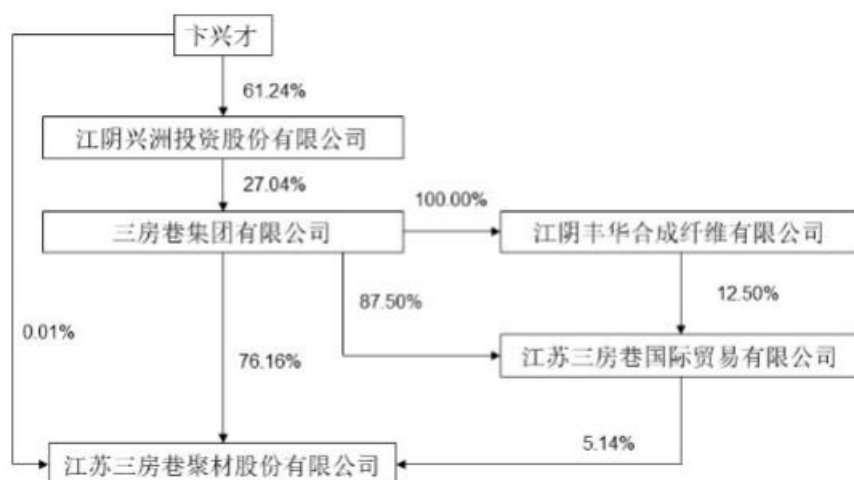 卞兴才
61.24%
江阴兴洲投资股份有限公司
27.04%
100.00%
三房巷集团有限公司
江阴丰华合成纤维有限公司
87.50%
12.50%
0.01%
76.16%
江苏三房巷国际贸易有限公司
5.14%
江苏三房巷聚材股份有限公司